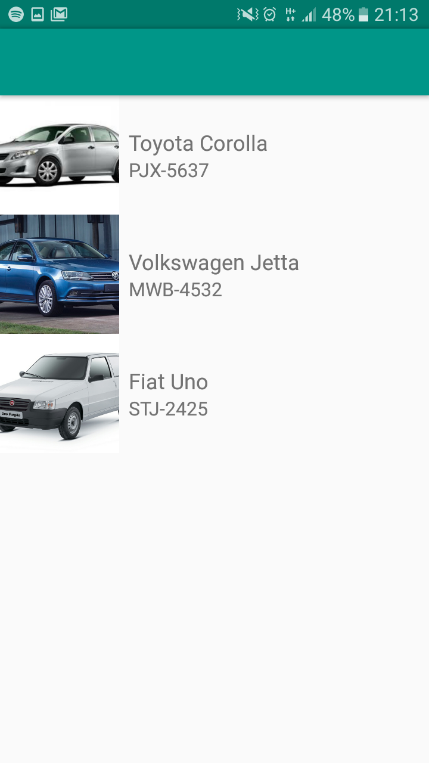 H+ 48% 21:13
Toyota Corolla
PJX-5637
Volkswagen Jetta
MWB-4532
Fiat Uno
STJ-2425